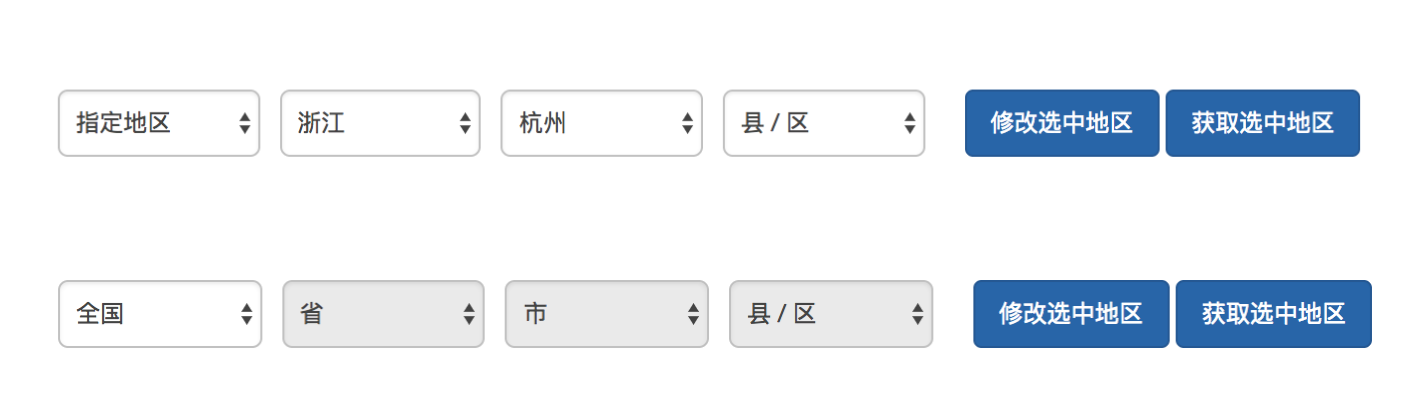 指定地区 浙江 杭州 县 / 区 修改选中地区 获取选中地区
全国 省 市 县 / 区 修改选中地区 获取选中地区